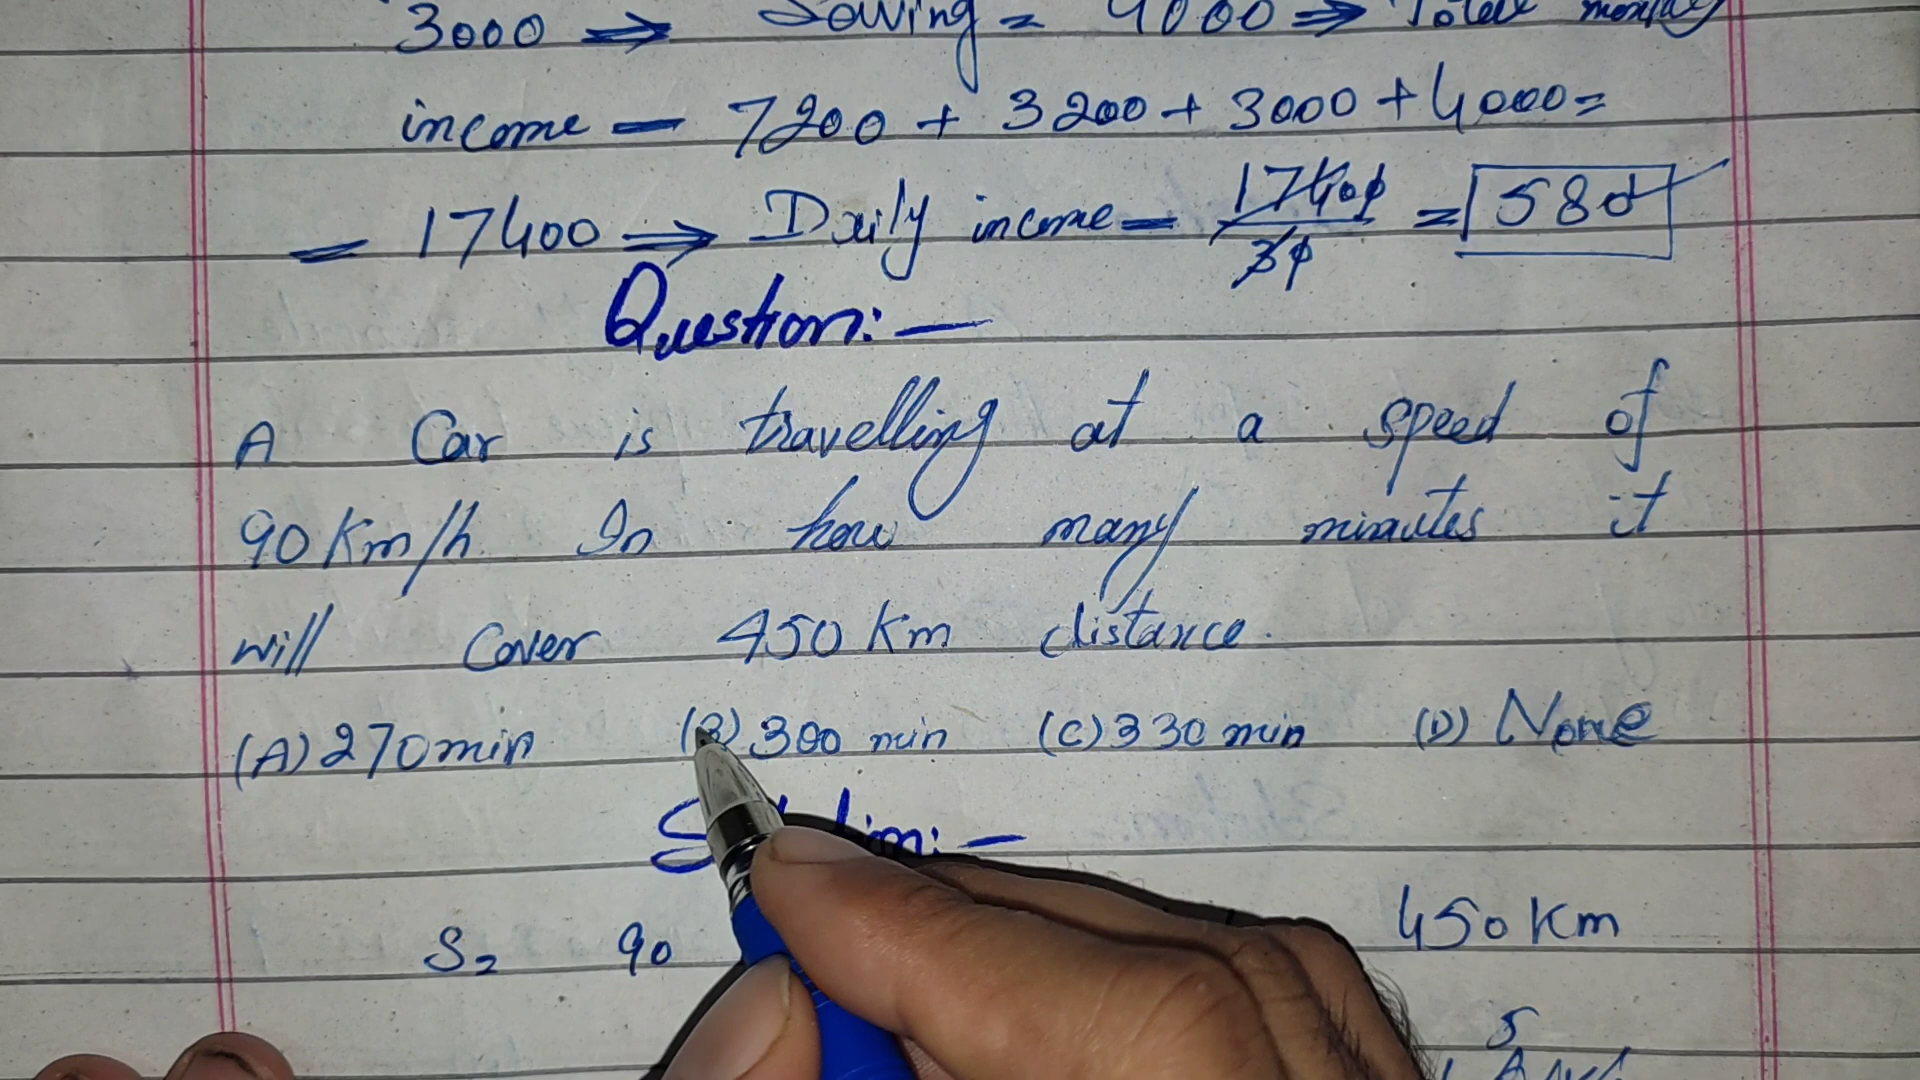 3000 ⇒ Saving = 4000 ⇒ Total monthly
income — 7200 + 3200 + 3000 + 4000 =
= 17400 ⇒ Daily income = 17400/30 = 580
Question:—
A Car is travelling at a speed of
90 Km/h. In how many minutes it
will Cover 450 Km distance.
(A) 270 min (B) 300 min (C) 330 min (D) None
S 90 450 Km
5